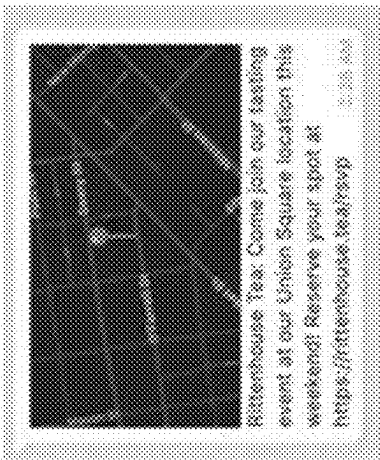 Rittenhouse Tea: Come join our tasting
event at our Union Square location this
weekend! Reserve your spot at
https://rittenhouse.tea/rsvp